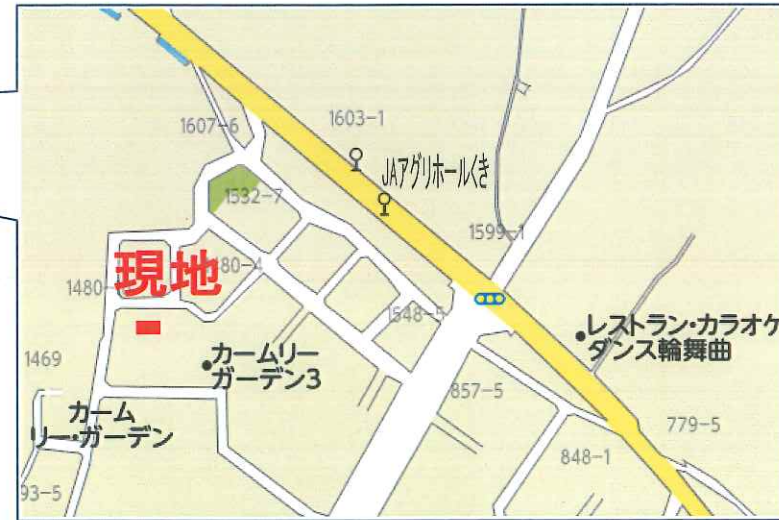 1607-6
1603-1
JAアグリホールくき
1532-7
1599-1
現地
80-4
1480-
1548-5
レストラン・カラオケ
ダンス輪舞曲
カームリー
ガーデン3
1469
857-5
カーム
リー・ガーデン
779-5
848-1
93-5